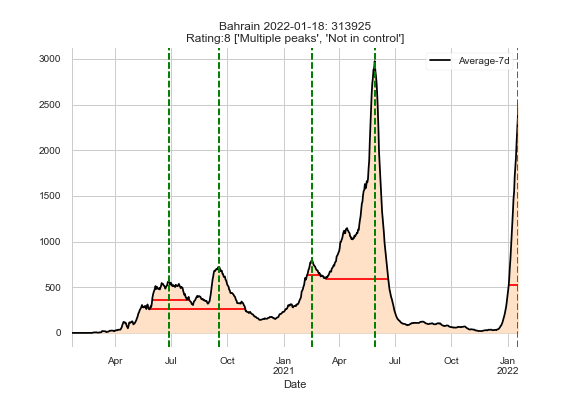 Bahrain 2022-01-18: 313925
Rating:8 ['Multiple peaks', 'Not in control']
Average-7d
3000
2500
2000
1500
1000
500
0
Apr
Jul
Oct
Jan
2021
Apr
Jul
Oct
Jan
2022
Date